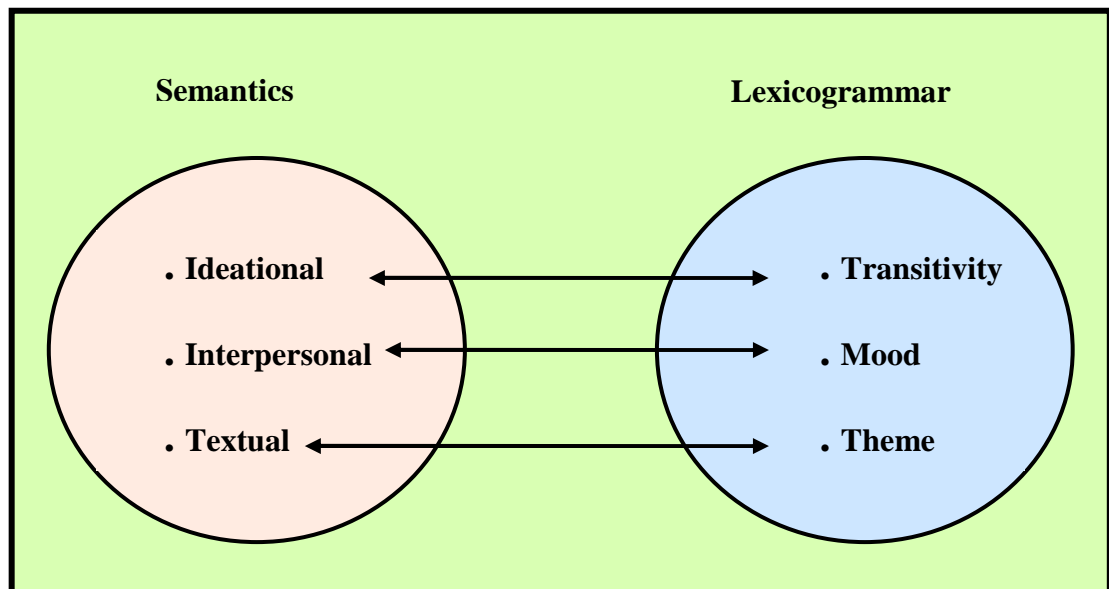 Semantics
Lexicogrammar
. Ideational
. Transitivity
. Interpersonal
. Mood
. Textual
. Theme